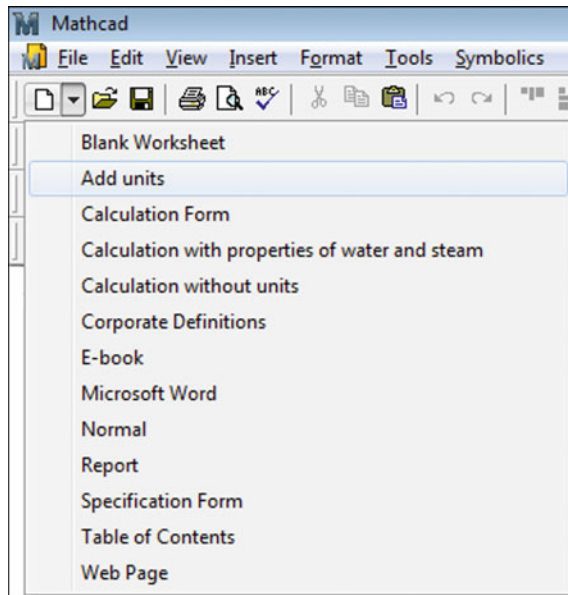 Mathcad
File Edit View Insert Format Tools Symbolics
ABC
Blank Worksheet
Add units
Calculation Form
Calculation with properties of water and steam
Calculation without units
Corporate Definitions
E-book
Microsoft Word
Normal
Report
Specification Form
Table of Contents
Web Page